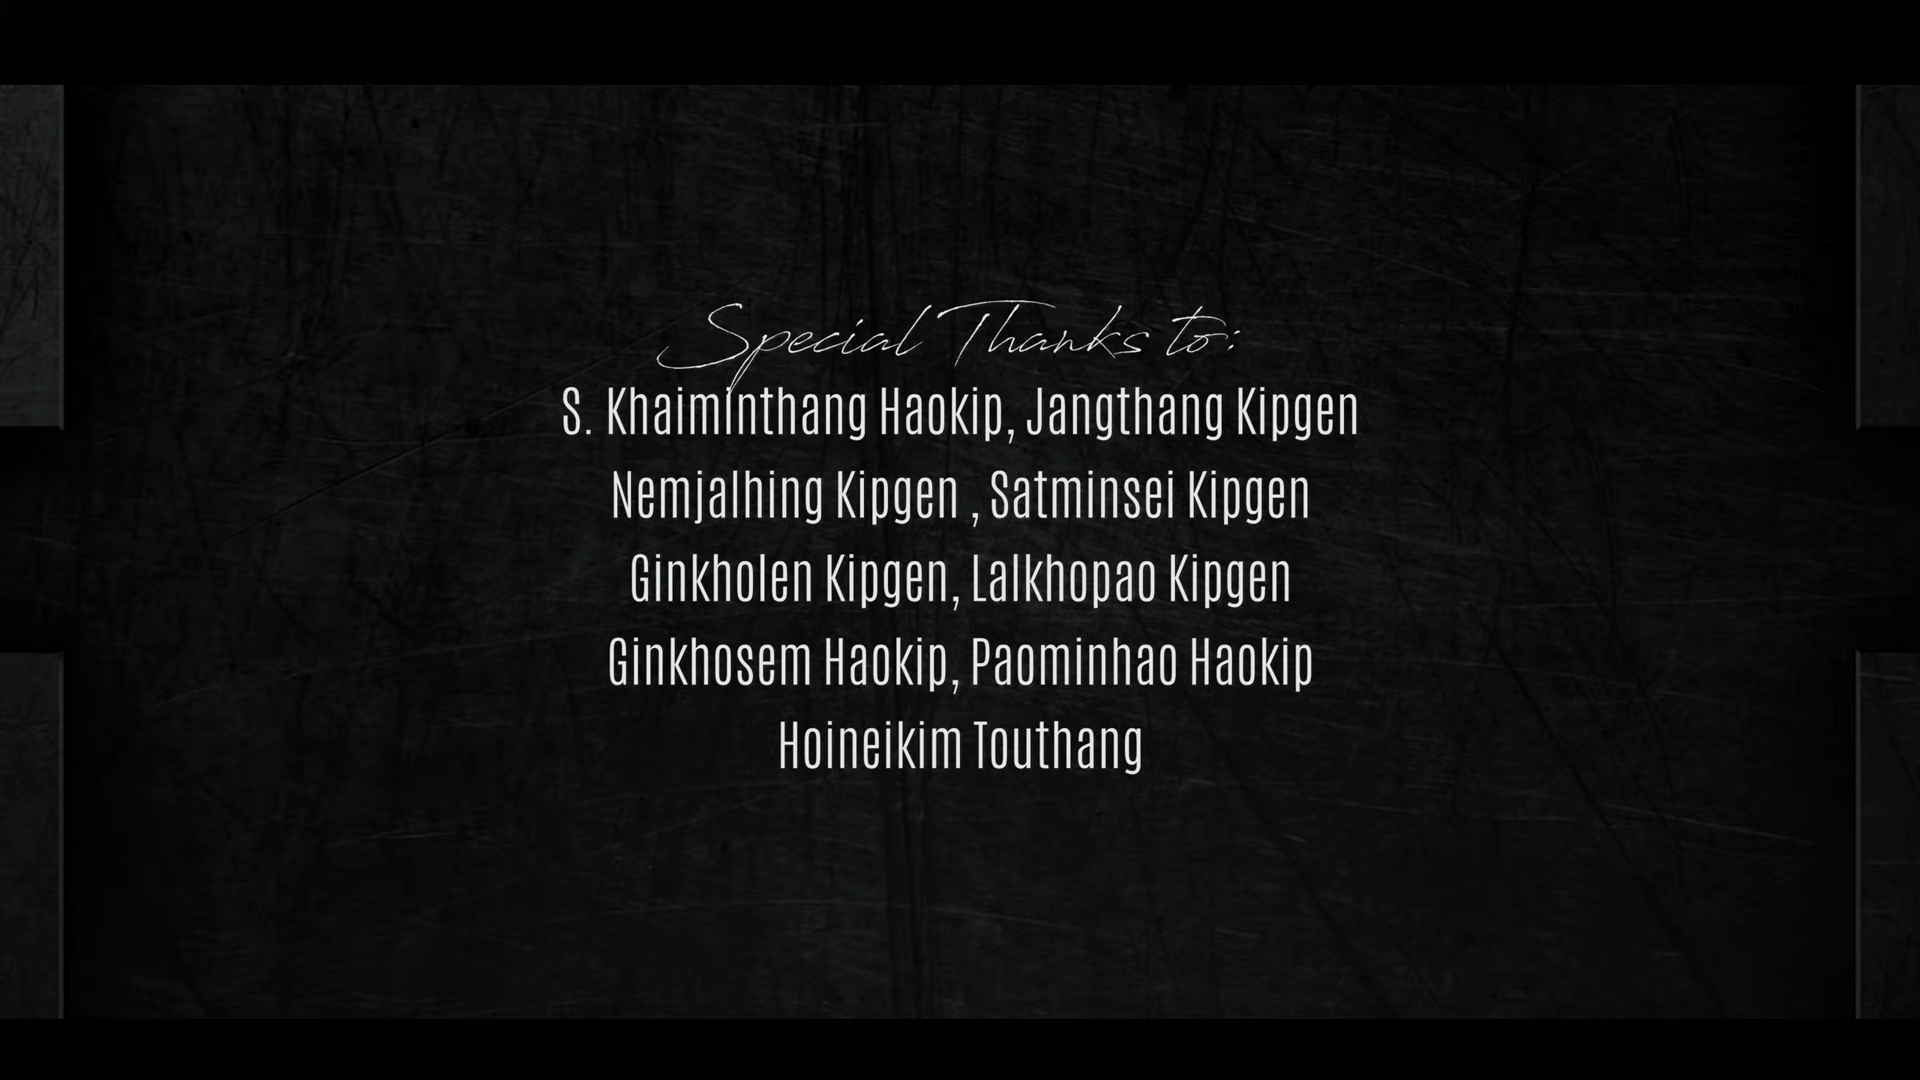 Special Thanks to:
S. Khaiminthang Haokip, Jangthang Kipgen
Nemjalhing Kipgen , Satminsei Kipgen
Ginkholen Kipgen, Lalkhopao Kipgen
Ginkhosem Haokip, Paominhao Haokip
Hoineikim Touthang